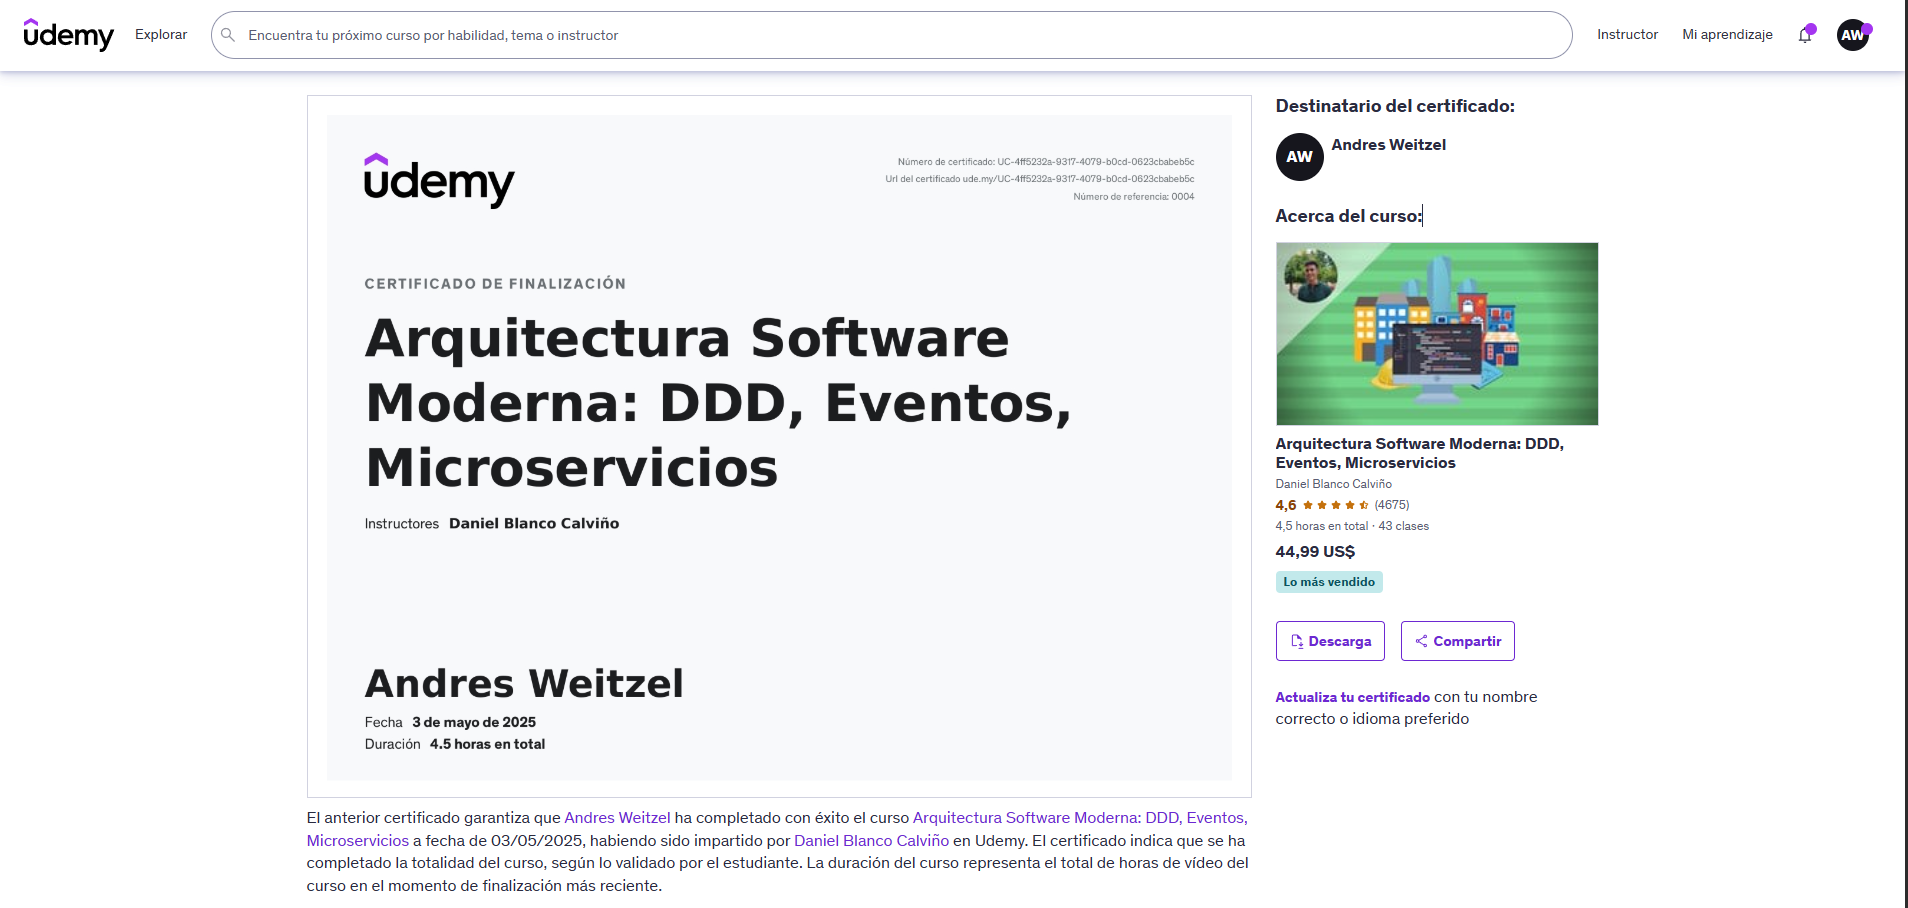 udemy
Explorar
Encuentra tu próximo curso por habilidad, tema o instructor
Instructor
Mi aprendizaje
AW
udemy
Número de certificado: UC-4ff5232a-9317-4079-b0cd-0623cbabeb5c
Url del certificado ude.my/UC-4ff5232a-9317-4079-b0cd-0623cbabeb5c
Número de referencia: 0004
CERTIFICADO DE FINALIZACIÓN
Arquitectura Software
Moderna: DDD, Eventos,
Microservicios
Instructores Daniel Blanco Calviño
Andres Weitzel
Fecha 3 de mayo de 2025
Duración 4.5 horas en total
El anterior certificado garantiza que Andres Weitzel ha completado con éxito el curso Arquitectura Software Moderna: DDD, Eventos,
Microservicios a fecha de 03/05/2025, habiendo sido impartido por Daniel Blanco Calviño en Udemy. El certificado indica que se ha
completado la totalidad del curso, según lo validado por el estudiante. La duración del curso representa el total de horas de vídeo del
curso en el momento de finalización más reciente.
Destinatario del certificado:
AW
Andres Weitzel
Acerca del curso:
Arquitectura Software Moderna: DDD,
Eventos, Microservicios
Daniel Blanco Calviño
4,6 (4675)
4,5 horas en total · 43 clases
44,99 US$
Lo más vendido
Descarga
Compartir
Actualiza tu certificado con tu nombre
correcto o idioma preferido